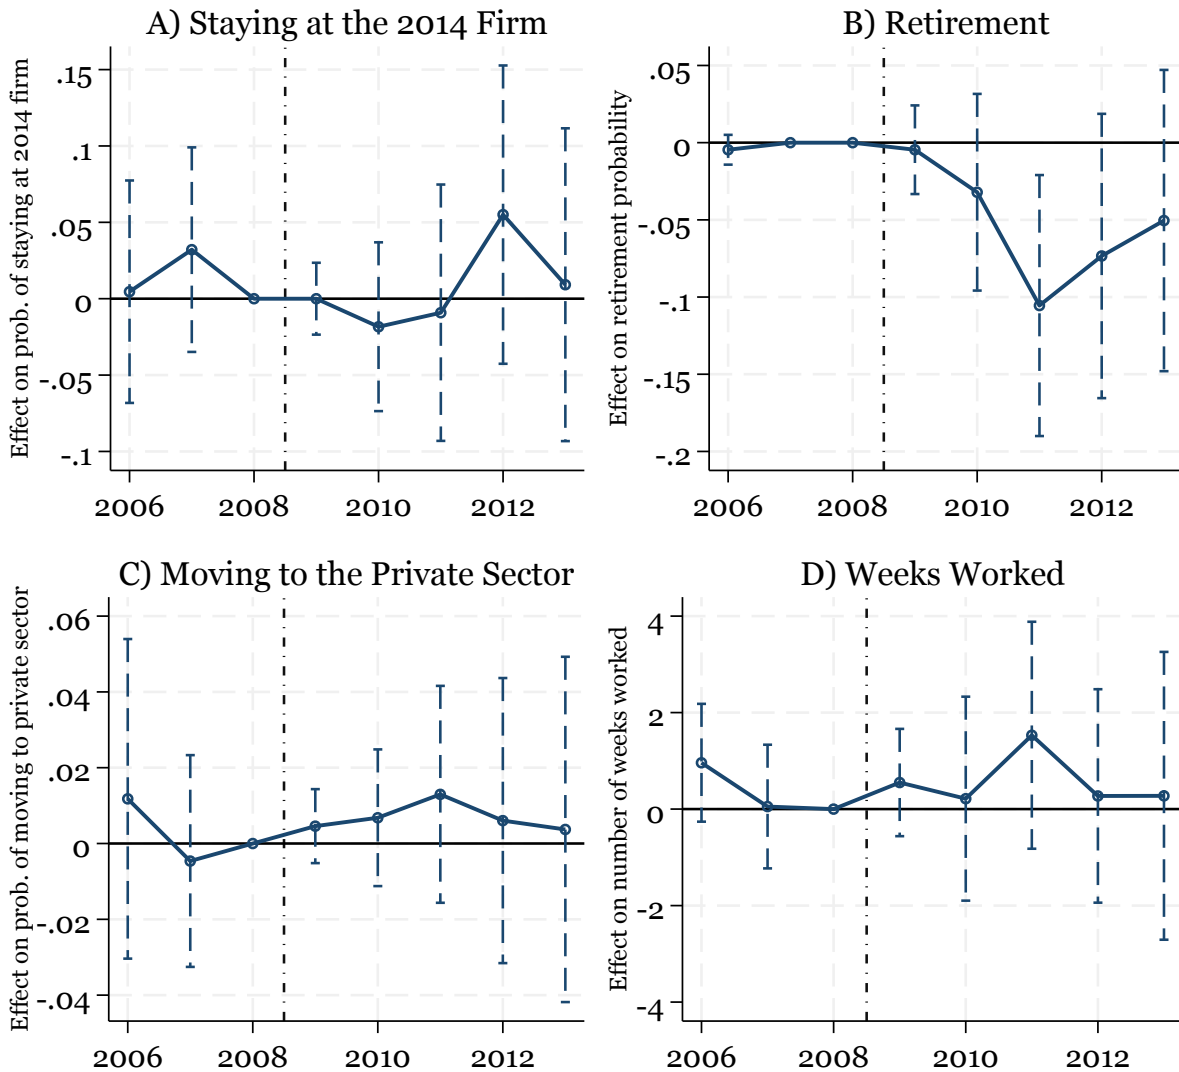 A) Staying at the 2014 Firm
Effect on prob. of staying at 2014 firm
.15
.1
.05
0
-.05
-.1
2006 2008 2010 2012
B) Retirement
Effect on retirement probability
.05
0
-.05
-.1
-.15
-.2
2006 2008 2010 2012
C) Moving to the Private Sector
Effect on prob. of moving to private sector
.06
.04
.02
0
-.02
-.04
2006 2008 2010 2012
D) Weeks Worked
Effect on number of weeks worked
4
2
0
-2
-4
2006 2008 2010 2012